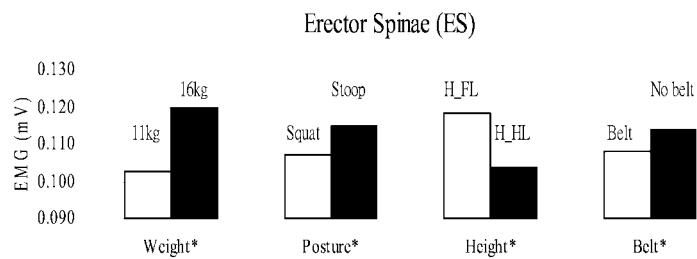 Erector Spinae (ES)
EMG (mV)
0.130
0.120
0.110
0.100
0.090
11kg
16kg
Squat
Stoop
H_FL
H_HL
Belt
No belt
Weight*
Posture*
Height*
Belt*